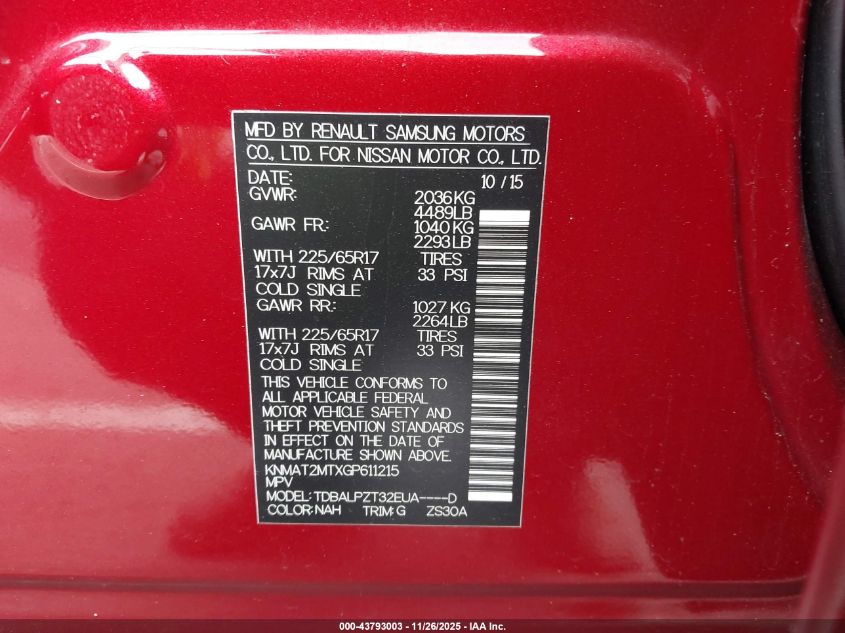 MFD BY RENAULT SAMSUNG MOTORS
CO., LTD. FOR NISSAN MOTOR CO., LTD.
DATE: 10 / 15
GVWR: 2036KG
4489LB
GAWR FR.: 1040KG
2293LB
WITH 225/65R17 TIRES
17x7J RIMS AT 33 PSI
COLD SINGLE
GAWR RR.: 1027KG
2264LB
WITH 225/65R17 TIRES
17x7J RIMS AT 33 PSI
COLD SINGLE
THIS VEHICLE CONFORMS TO
ALL APPLICABLE FEDERAL
MOTOR VEHICLE SAFETY AND
THEFT PREVENTION STANDARDS
IN EFFECT ON THE DATE OF
MANUFACTURE SHOWN ABOVE.
KNMAT2MTXGP611215
MPV
MODEL: TDBALPZT32EUA----D
COLOR: NAH TRIM: G ZS30A
000-43793003 - 11/26/2025 - IAA Inc.